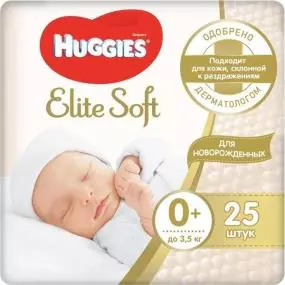 HUGGIES
Elite Soft
ОДОБРЕНО
Подходит
для кожи, склонной
к раздражениям
ДЕРМАТОЛОГОМ
ДЛЯ
НОВОРОЖДЕННЫХ
0+
до 3,5 кг
25
штук